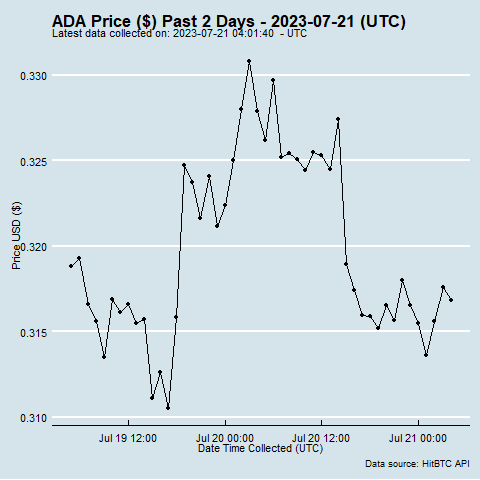 ADA Price ($) Past 2 Days - 2023-07-21 (UTC)
Latest data collected on: 2023-07-21 04:01:40 - UTC
0.330
0.325
0.320
0.315
0.310
Price USD ($)
Jul 19 12:00 Jul 20 00:00 Jul 20 12:00 Jul 21 00:00
Date Time Collected (UTC)
Data source: HitBTC API